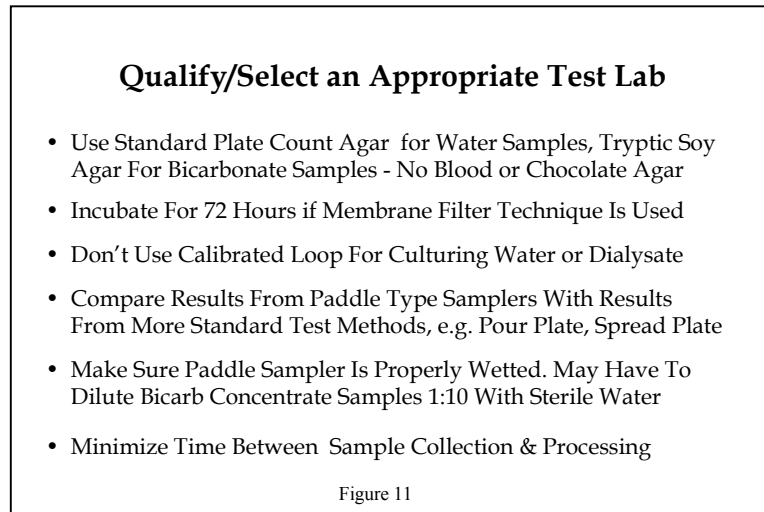 Qualify/Select an Appropriate Test Lab
• Use Standard Plate Count Agar for Water Samples, Tryptic Soy
Agar For Bicarbonate Samples - No Blood or Chocolate Agar
• Incubate For 72 Hours if Membrane Filter Technique Is Used
• Don't Use Calibrated Loop For Culturing Water or Dialysate
• Compare Results From Paddle Type Samplers With Results
From More Standard Test Methods, e.g. Pour Plate, Spread Plate
• Make Sure Paddle Sampler Is Properly Wetted. May Have To
Dilute Bicarb Concentrate Samples 1:10 With Sterile Water
• Minimize Time Between Sample Collection & Processing
Figure 11